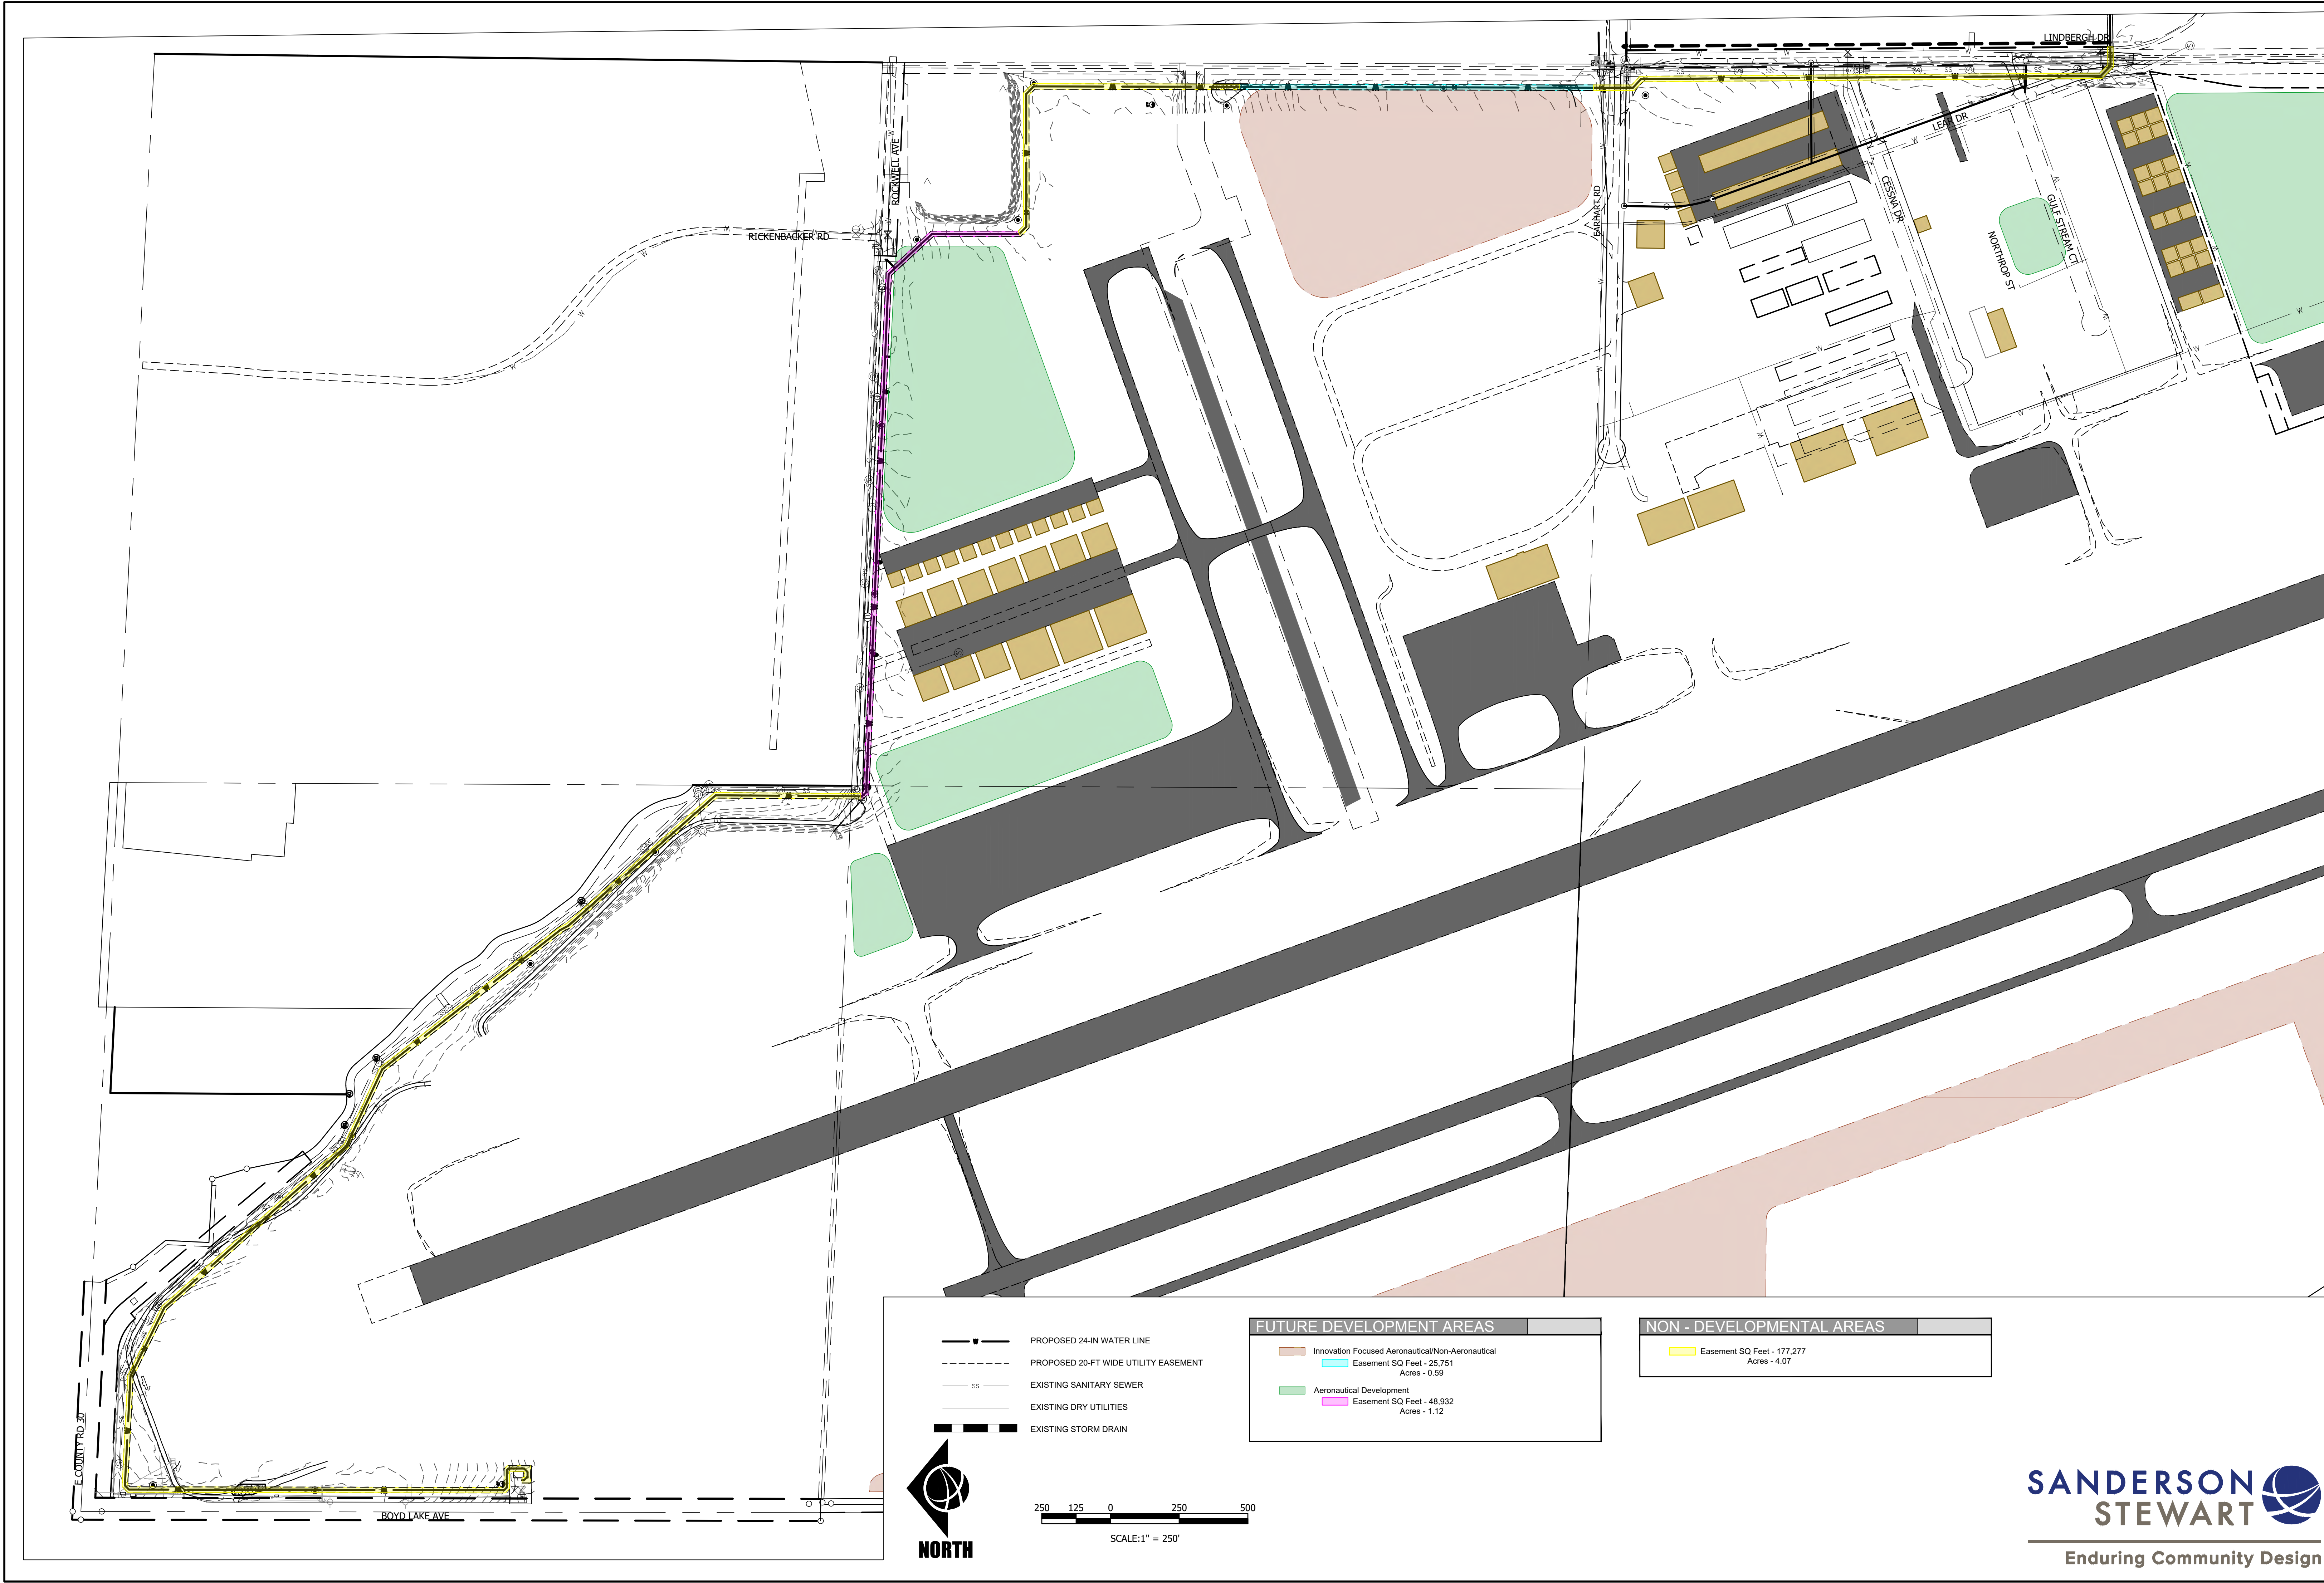 LINDBERGH DR
LEAR DR
ROCKWELL AVE
EARHART RD
CESSNA DR
GULF STREAM CT
NORTHROP ST
RICKENBACKER RD
E COUNTY RD 30
BOYD LAKE AVE
PROPOSED 24-IN WATER LINE
PROPOSED 20-FT WIDE UTILITY EASEMENT
SS
EXISTING SANITARY SEWER
EXISTING DRY UTILITIES
EXISTING STORM DRAIN
NORTH
250 125 0 250 500
SCALE:1" = 250'
FUTURE DEVELOPMENT AREAS
Innovation Focused Aeronautical/Non-Aeronautical
Easement SQ Feet - 25,751
Acres - 0.59
Aeronautical Development
Easement SQ Feet - 48,932
Acres - 1.12
NON - DEVELOPMENTAL AREAS
Easement SQ Feet - 177,277
Acres - 4.07
SANDERSON
STEWART
Enduring Community Design